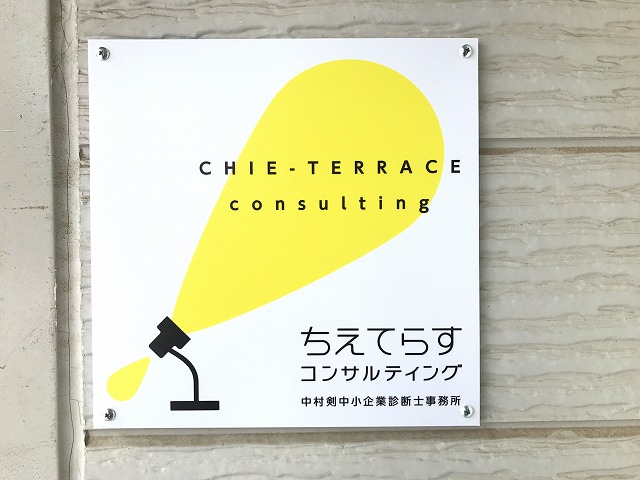 CHIE-TERRACE
consulting
ちえてらす
コンサルティング
中村剣中小企業診断士事務所